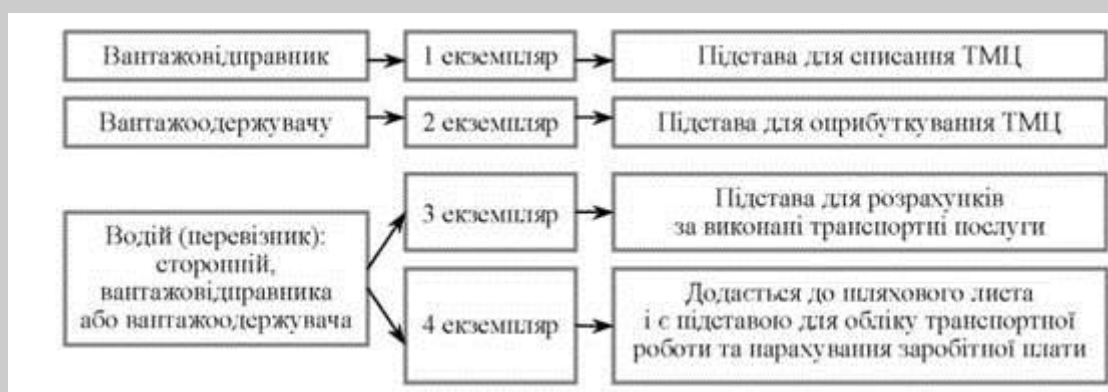 Вантажовідправник
1 екземпляр
Підстава для списання ТМЦ
Вантажоодержувачу
2 екземпляр
Підстава для оприбуткування ТМЦ
Водій (перевізник):
сторонній,
вантажовідправника
або вантажоодержувача
3 екземпляр
Підстава для розрахунків
за виконані транспортні послуги
4 екземпляр
Додається до шляхового листа
і є підставою для обліку транспортної
роботи та нарахування заробітної плати